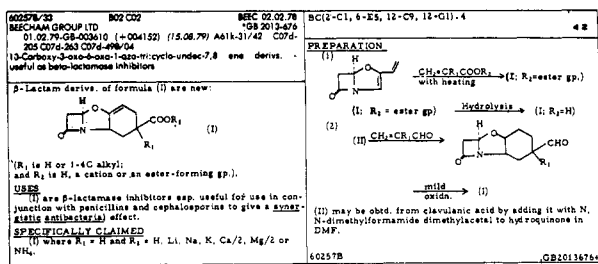 60257B/33 B02 C02 BEEC 02.02.78
BEECHAM GROUP LTD *GB 2013-676
01.02.79-GB-003610 (+004152) (15.08.79) A61k-31/42 C07d-
205 C07d-263 C07d-498/04
13-Carboxy-3-oxo-6-oxa-1-aza-tri:cyclo-undec-7,8 ene derivs. -
useful as beta-lactamase inhibitors
β-Lactam derivs. of formula (I) are new:
H
O
N
O
COOR₂
R₁
(I)
(R₁ is H or 1-4C alkyl;
and R₂ is H, a cation or an ester-forming gp.).
USES
(I) are β-lactamase inhibitors esp. useful for use in con-
junction with penicillins and cephalosporins to give a syner-
gistic antibacterial effect.
SPECIFICALLY CLAIMED
(I) where R₁ = H and R₂ = H, Li, Na, K, Ca/2, Mg/2 or
NH₄.
BC(2-C1, 6-E5, 12-C9, 12-G1). 4
42
PREPARATION
(1)
H
O
N
O
CH₂=CR₁COOR₂
with heating
(I; R₂=ester gp.)
(I; R₂ = ester gp) Hydrolysis (I; R₂=H)
(2)
(II) CH₂=CR₁CHO
H
O
N
O
CHO
R₁
mild
oxidn.
(I)
(II) may be obtd. from clavulanic acid by adding it with N,
N-dimethylformamide dimethylacetal to hydroquinone in
DMF.
60257B
GB2013676+